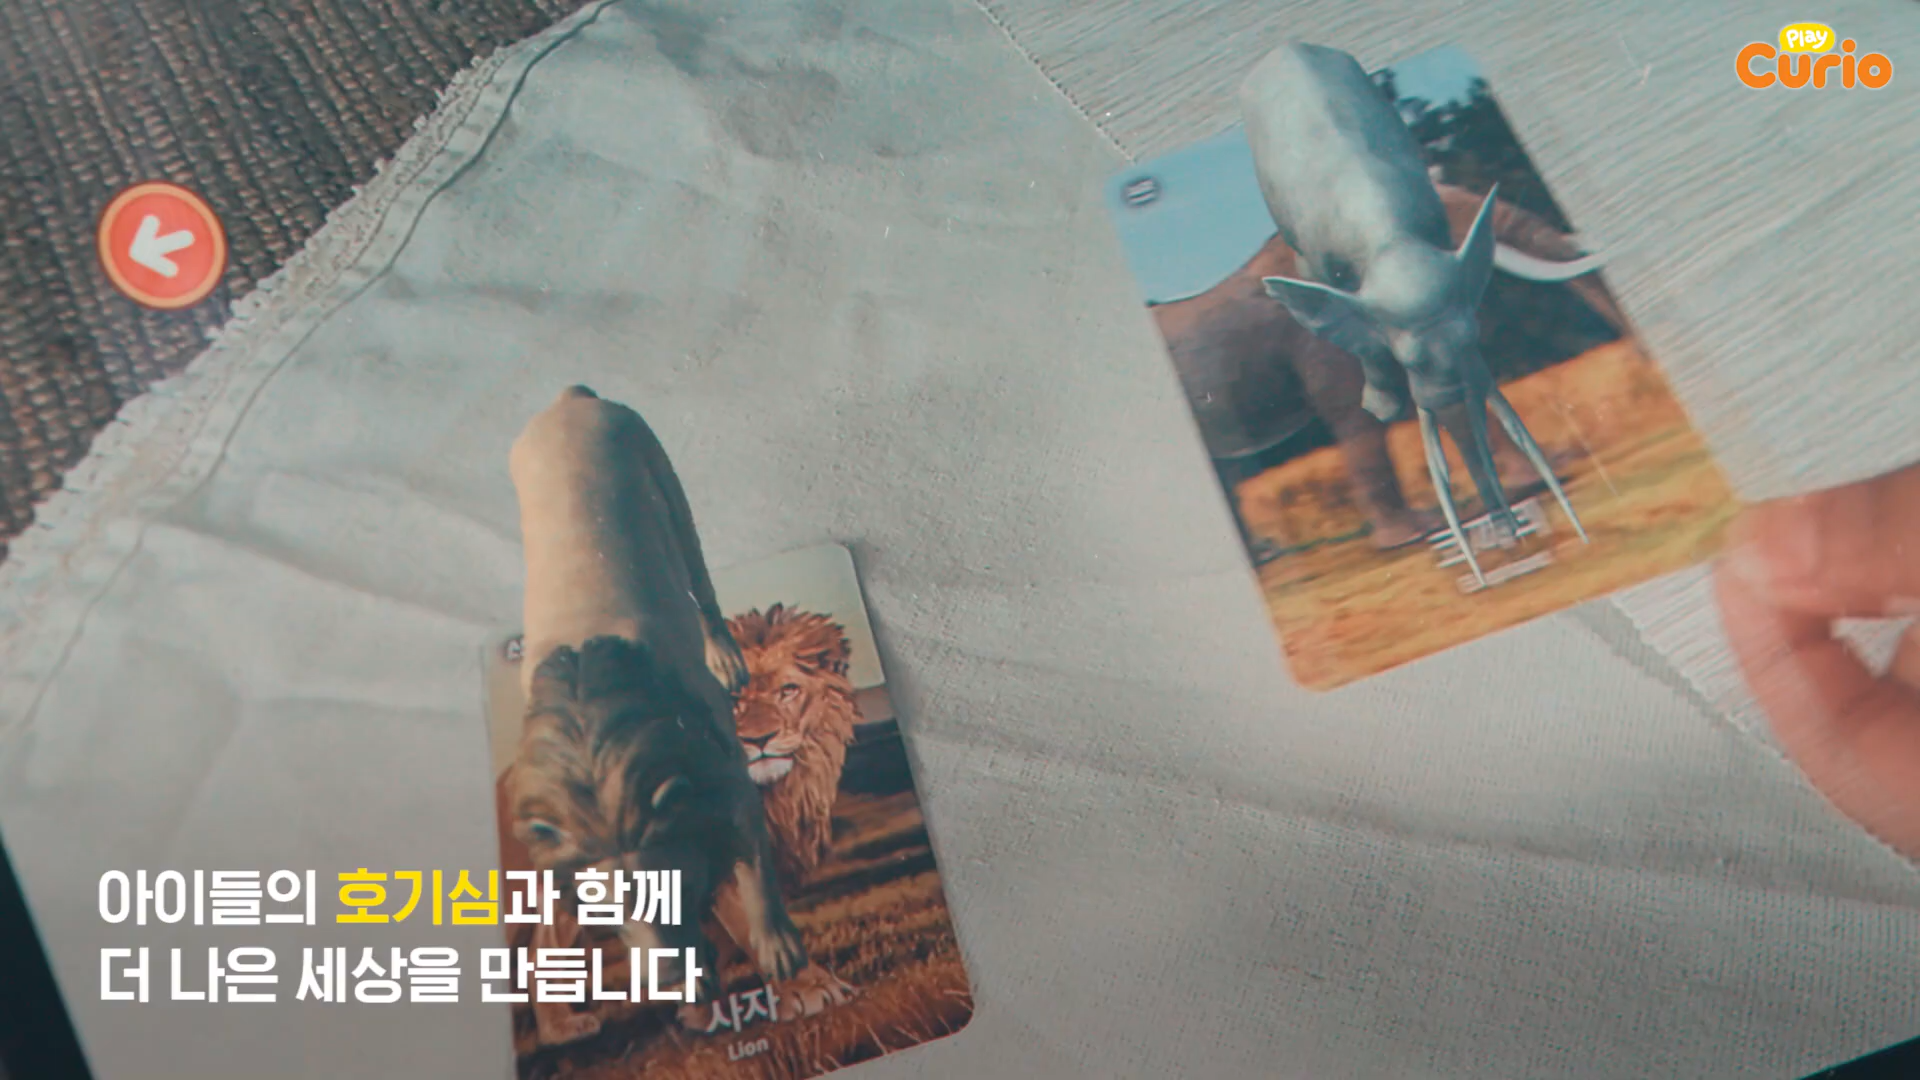 Play
Curio
아이들의 호기심과 함께
더 나은 세상을 만듭니다
사자
Lion